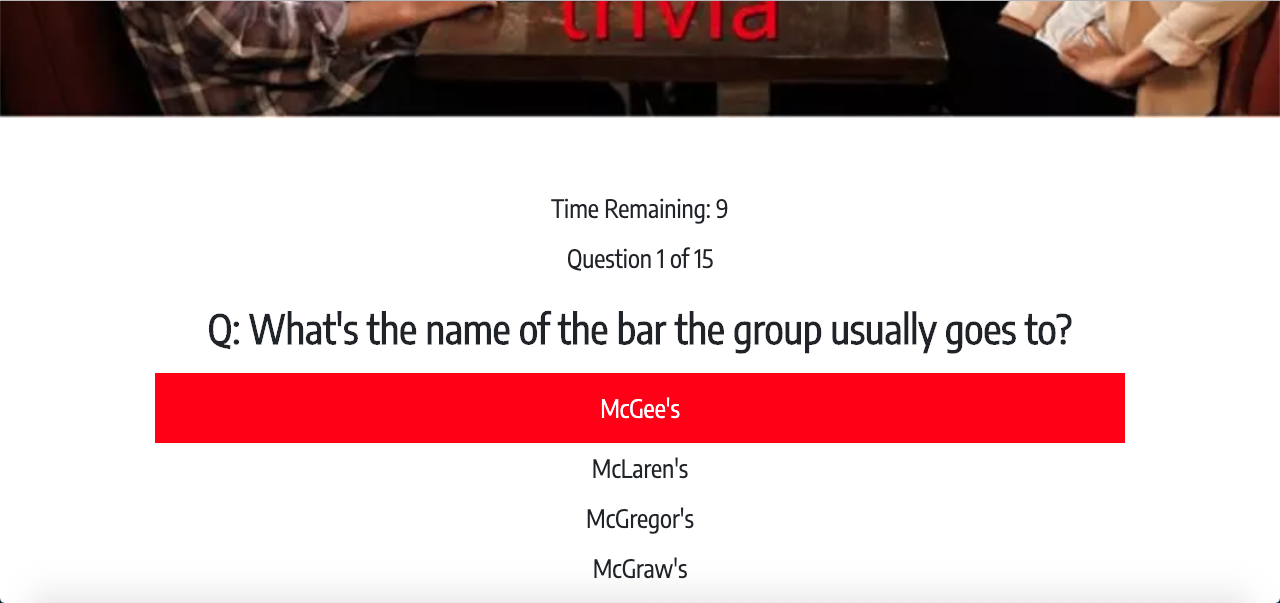 trivia
Time Remaining: 9
Question 1 of 15
Q: What's the name of the bar the group usually goes to?
McGee's
McLaren's
McGregor's
McGraw's